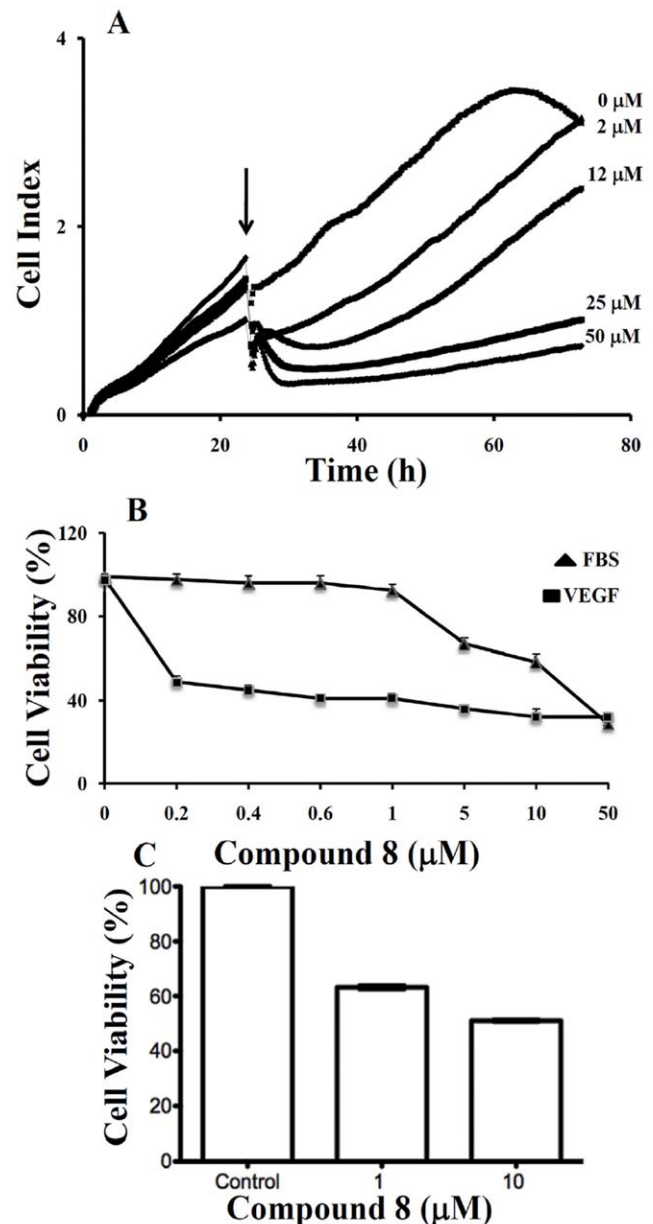 A
4
2
0
Cell Index
0 μM
2 μM
12 μM
25 μM
50 μM
0 20 40 60 80
Time (h)
B
120
80
40
0
Cell Viability (%)
FBS
VEGF
0 0.2 0.4 0.6 1 5 10 50
Compound 8 (μM)
C
100
80
60
40
20
0
Cell Viability (%)
Control 1 10
Compound 8 (μM)